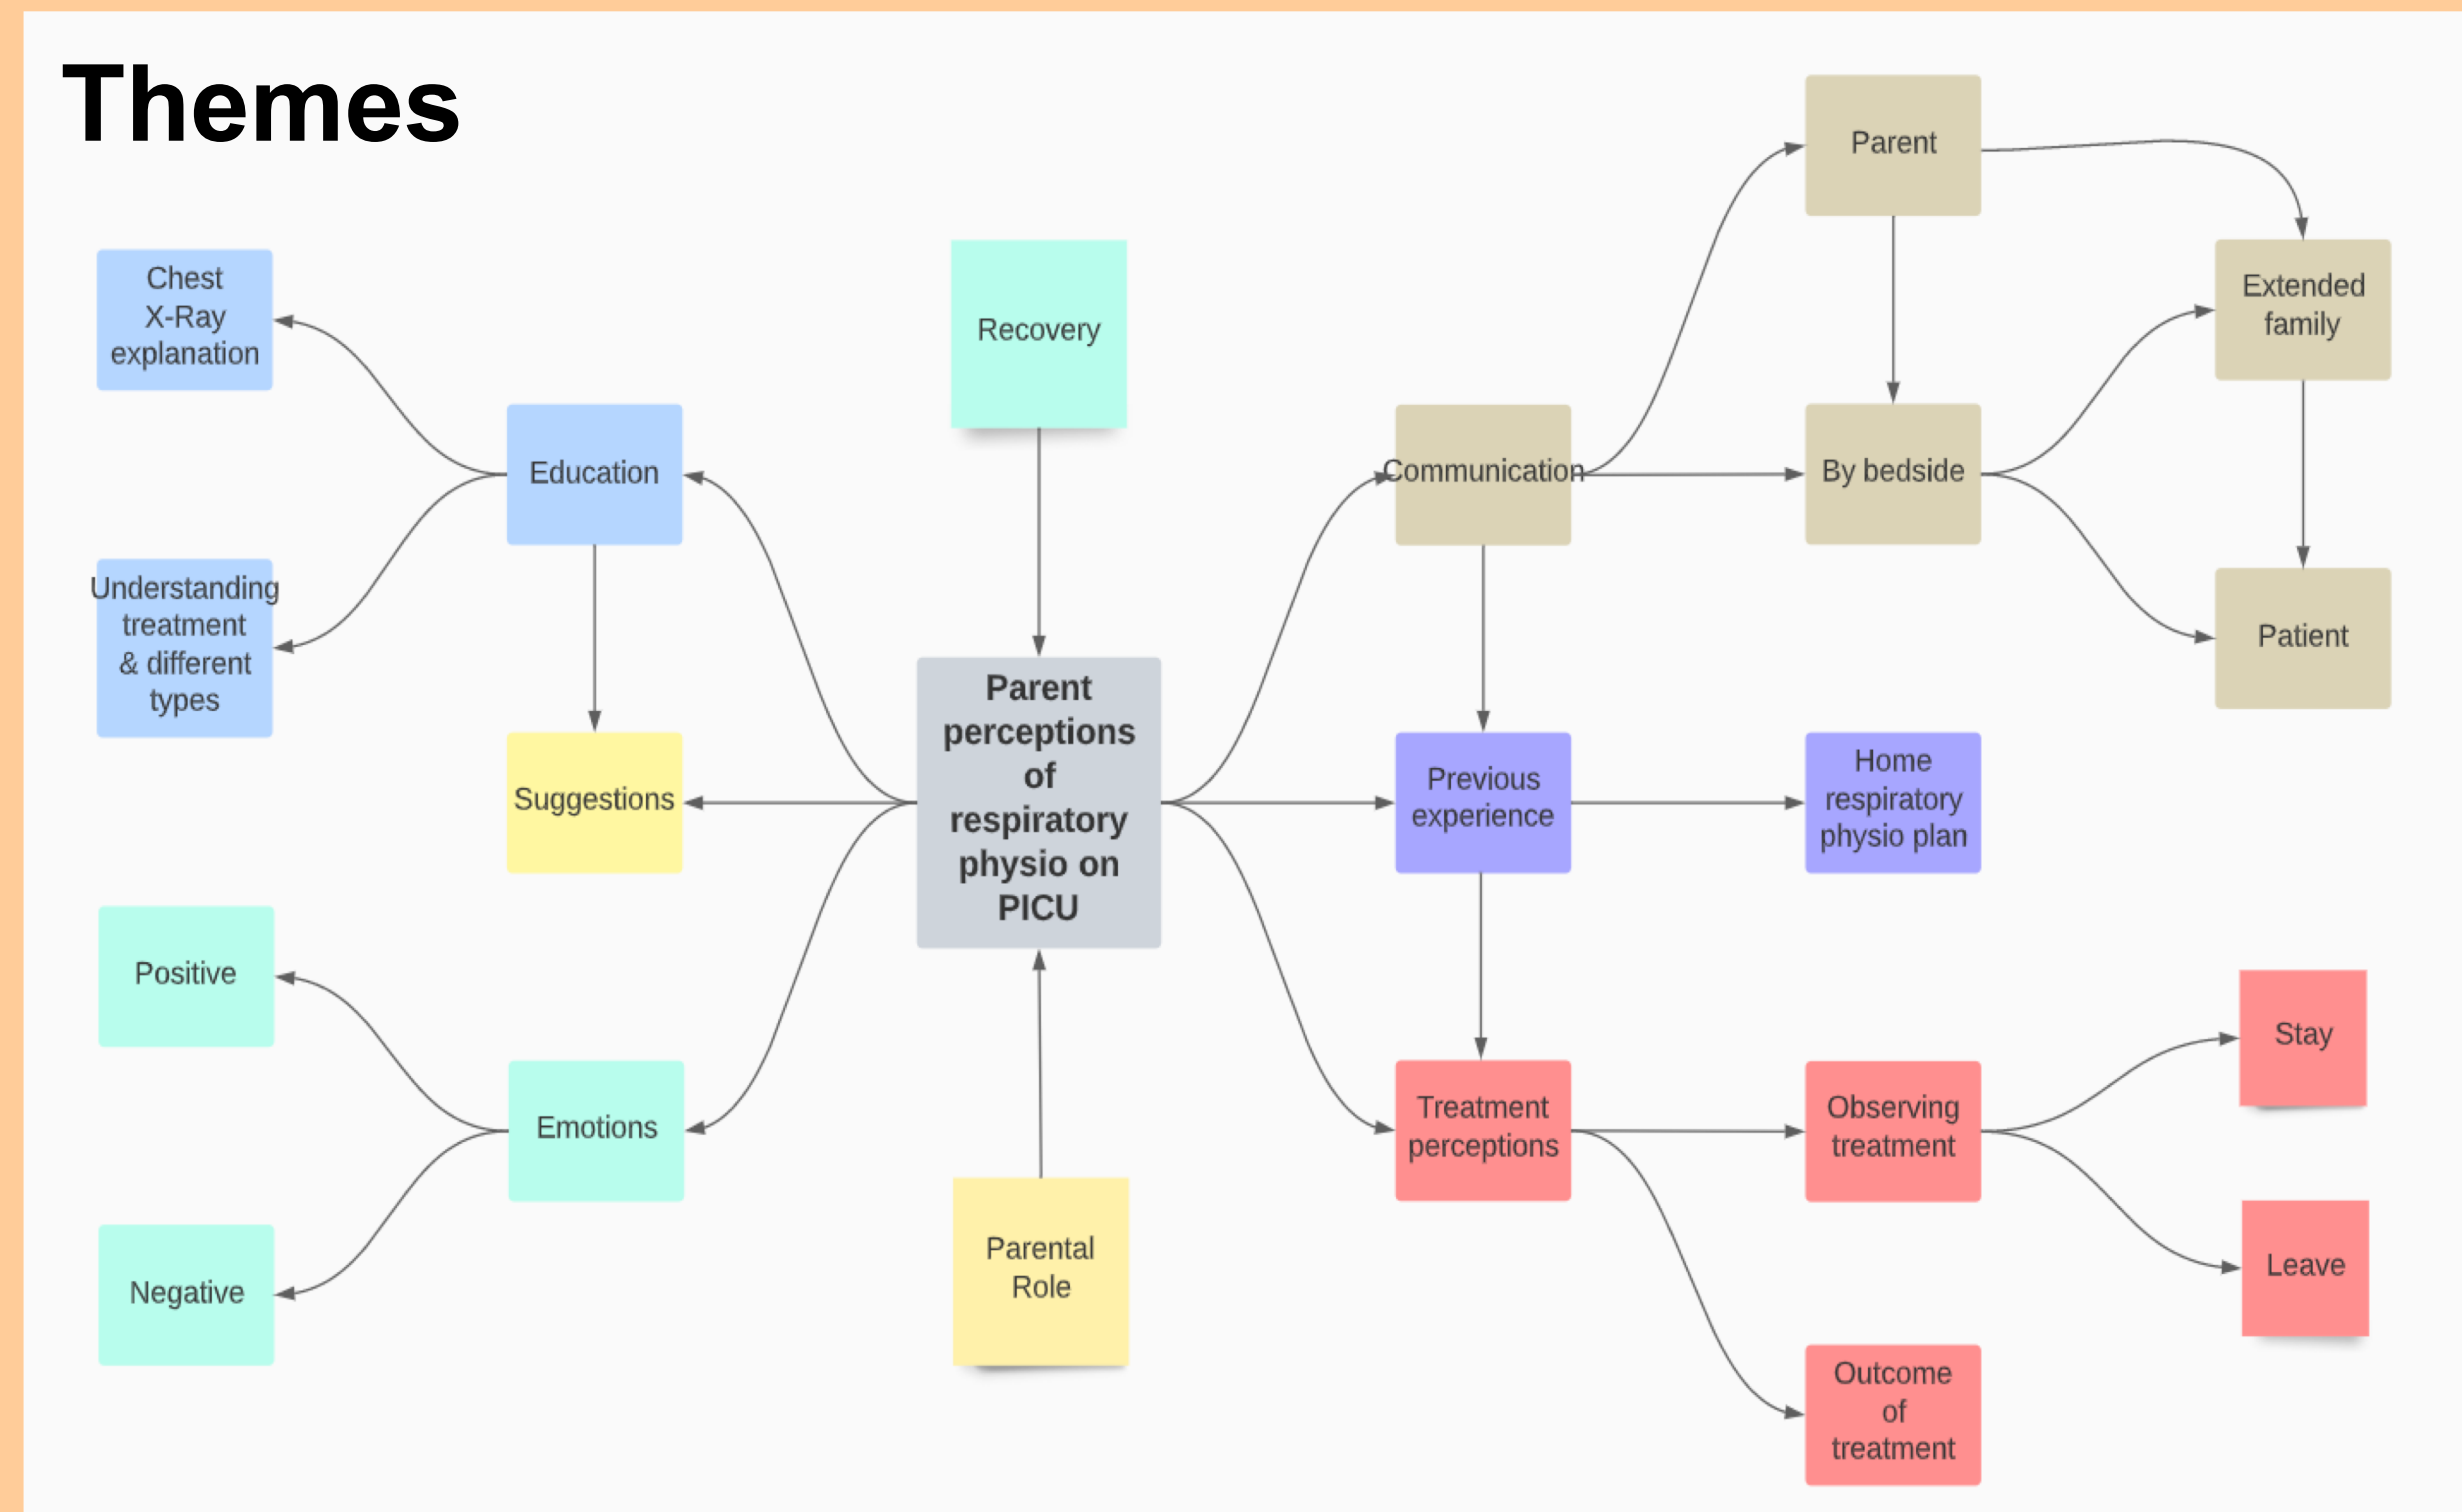 Themes
Chest
X-Ray
explanation
Understanding
treatment
& different
types
Education
Suggestions
Positive
Negative
Emotions
Recovery
Parent
perceptions
of
respiratory
physio on
PICU
Parental
Role
Communication
Previous
experience
Treatment
perceptions
Parent
By bedside
Extended
family
Patient
Home
respiratory
physio plan
Observing
treatment
Stay
Leave
Outcome
of
treatment